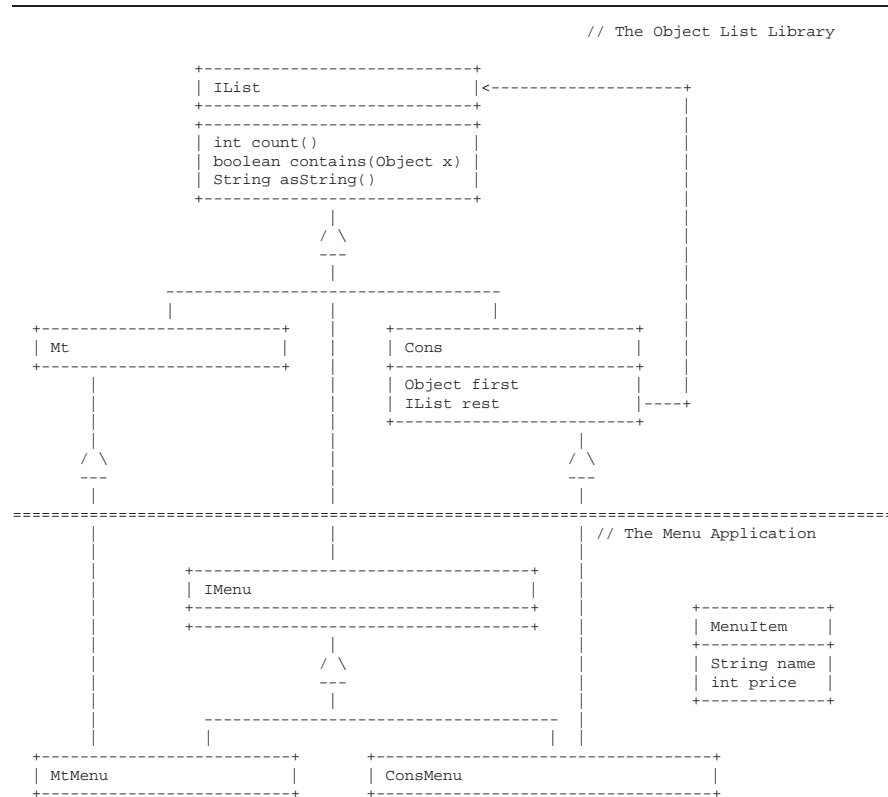 // The Object List Library
IList
int count()
boolean contains(Object x)
String asString()
Mt
Cons
Object first
IList rest
// The Menu Application
IMenu
MenuItem
String name
int price
MtMenu
ConsMenu